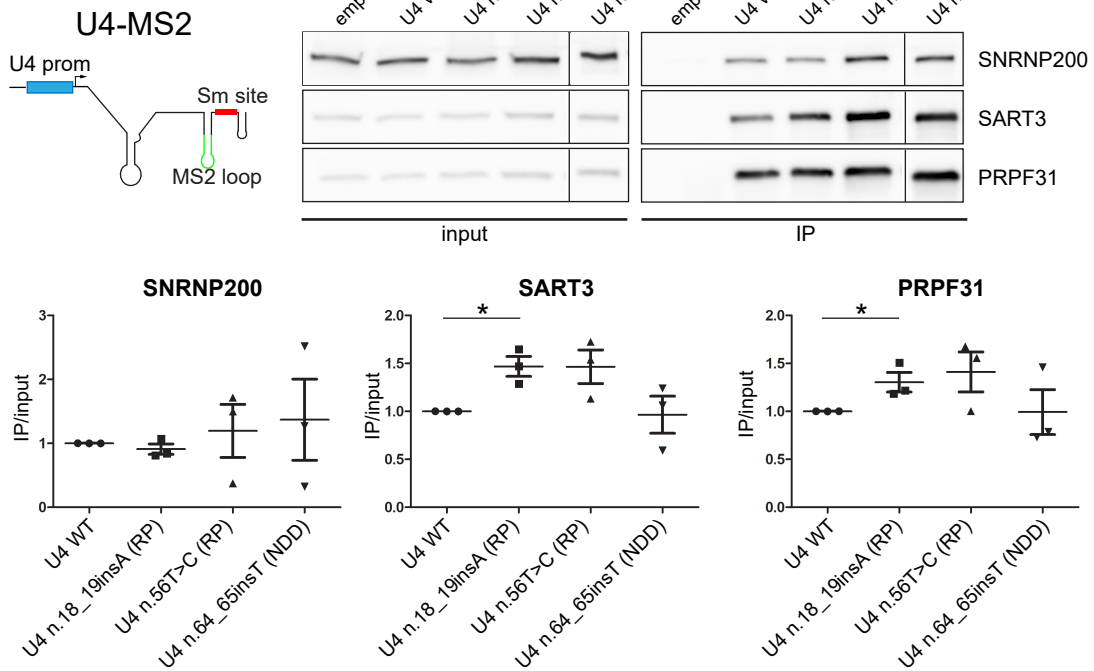 U4-MS2
U4 prom
Sm site
MS2 loop
SNRNP200
SART3
PRPF31
input
IP
SNRNP200
3
2
1
0
IP/input
U4 WT
U4 n.18_19insA (RP)
U4 n.56T>C (RP)
U4 n.64_65insT (NDD)
SART3
*
2.0
1.5
1.0
0.5
0.0
IP/input
U4 WT
U4 n.18_19insA (RP)
U4 n.56T>C (RP)
U4 n.64_65insT (NDD)
PRPF31
*
2.0
1.5
1.0
0.5
0.0
IP/input
U4 WT
U4 n.18_19insA (RP)
U4 n.56T>C (RP)
U4 n.64_65insT (NDD)